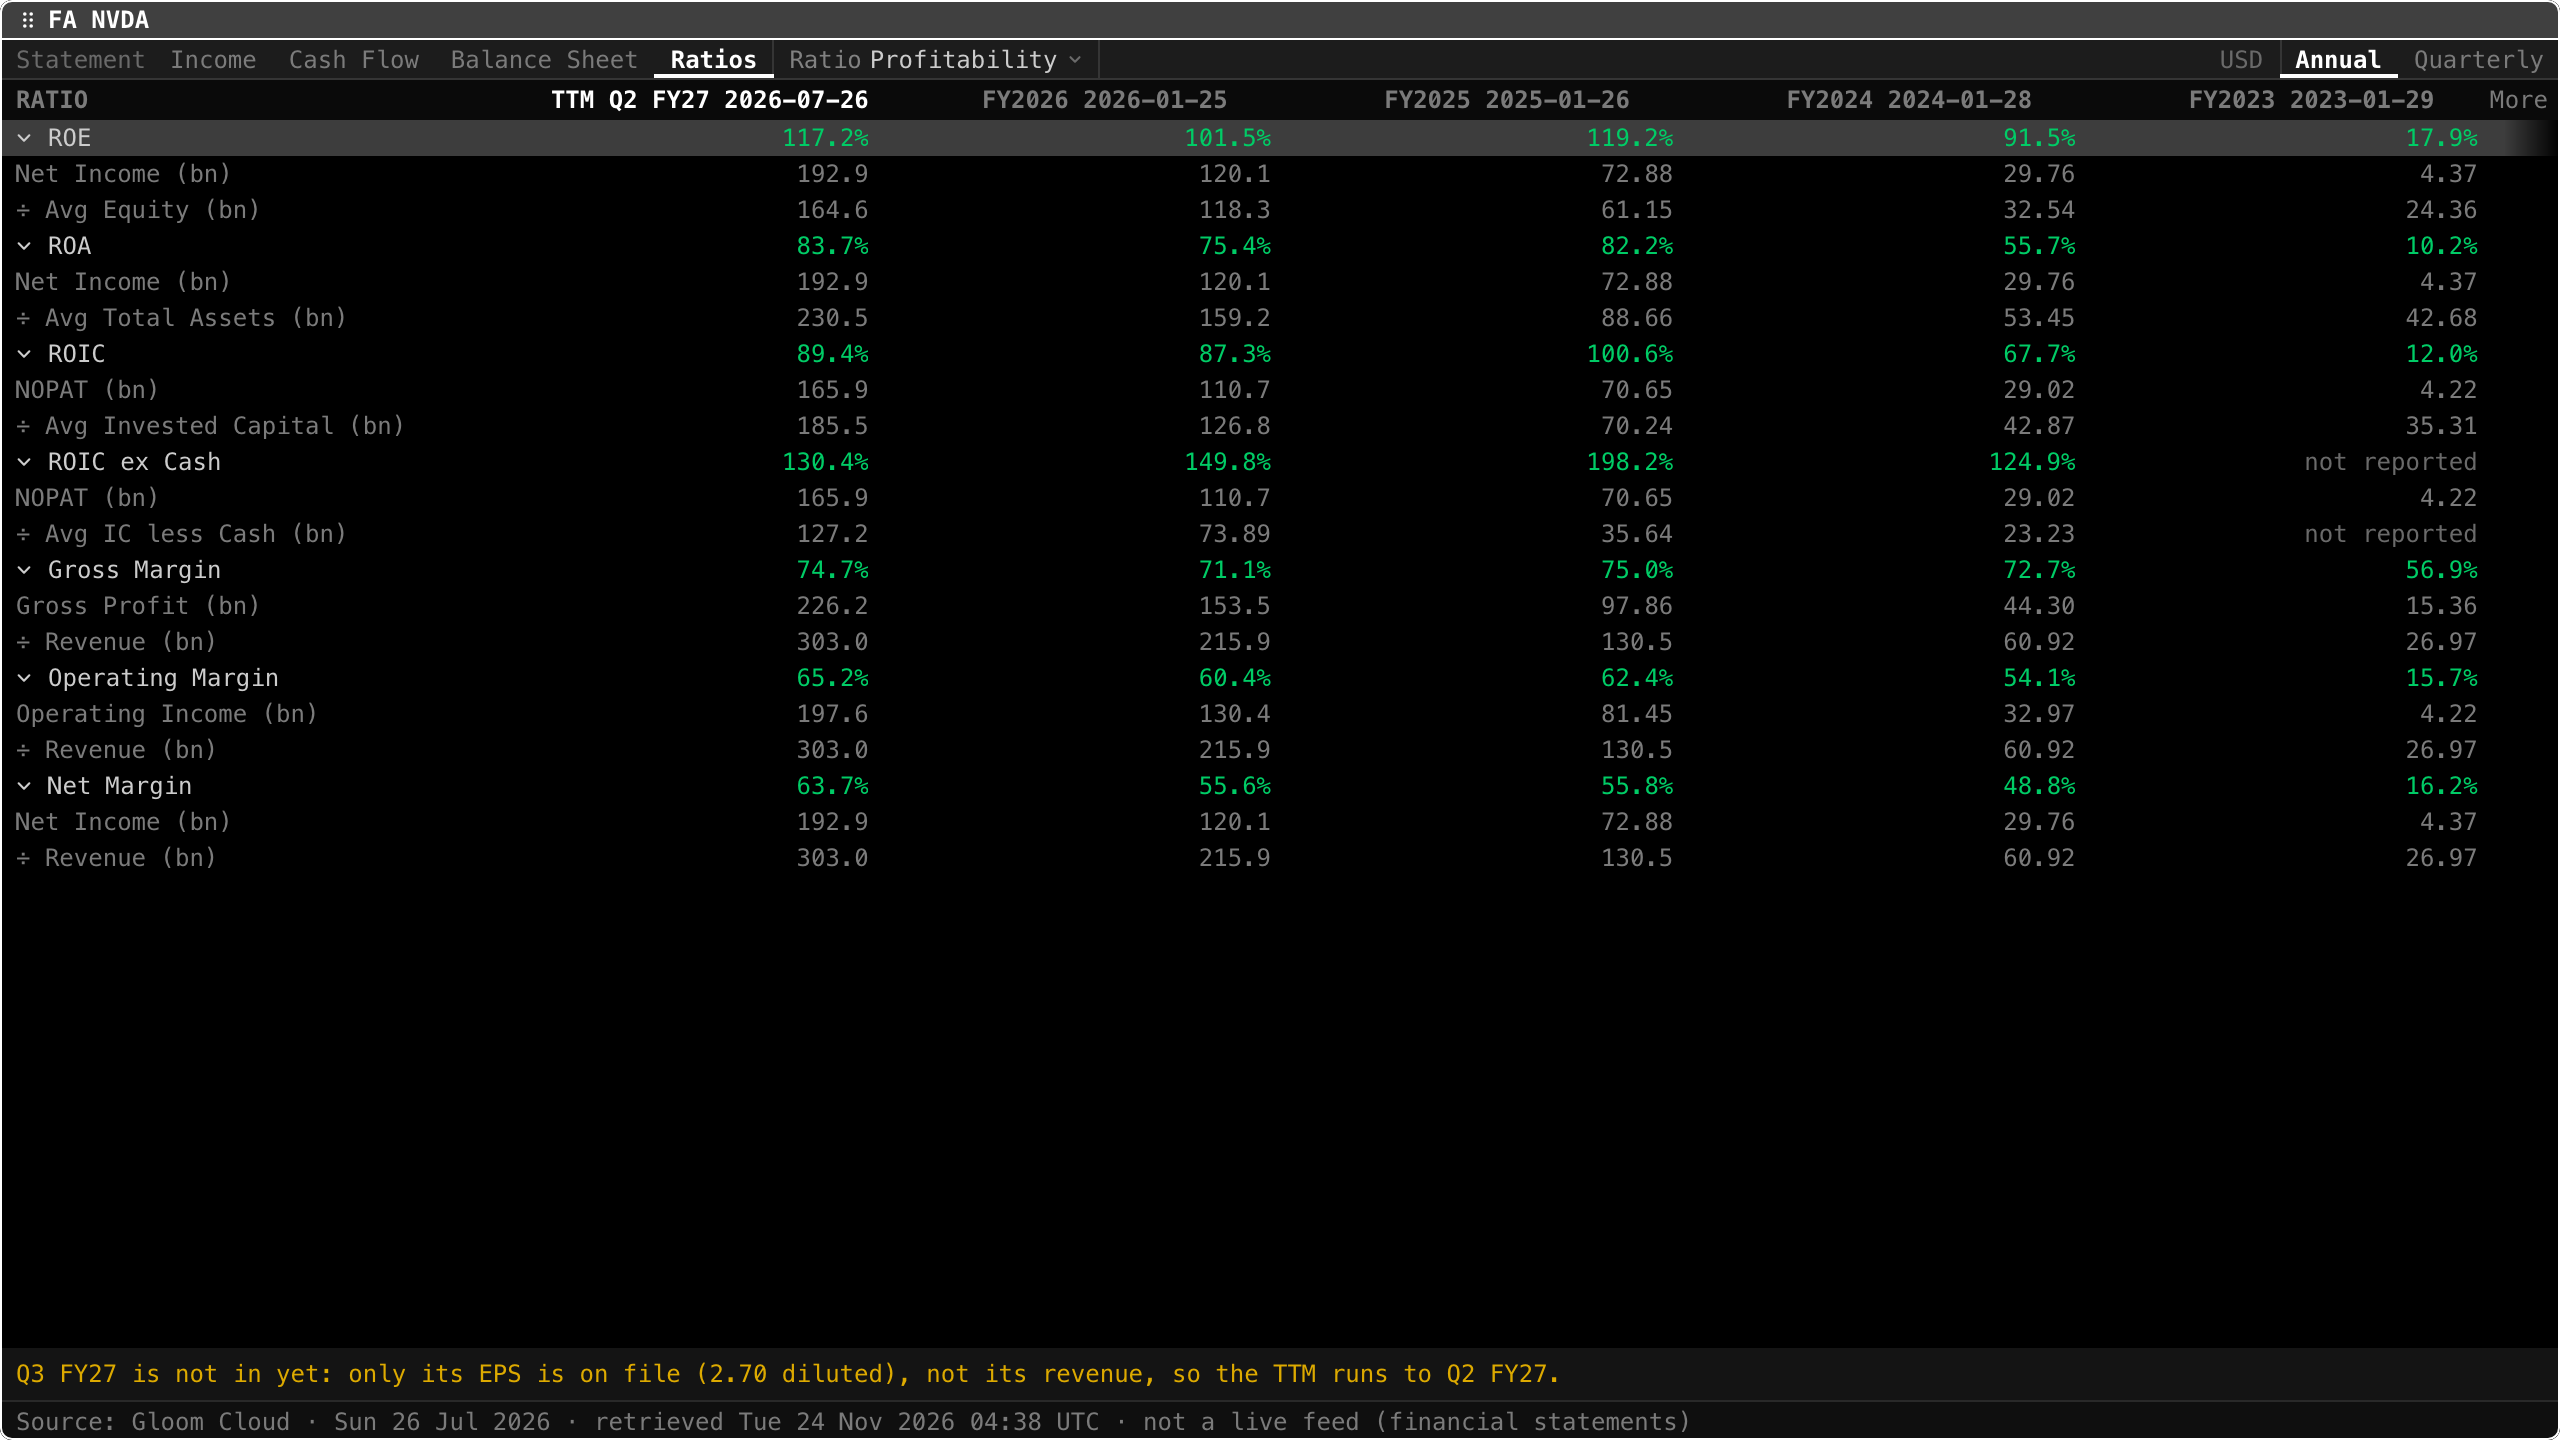 FA NVDA
Statement Income Cash Flow Balance Sheet Ratios Ratio Profitability USD Annual Quarterly
RATIO TTM Q2 FY27 2026-07-26 FY2026 2026-01-25 FY2025 2025-01-26 FY2024 2024-01-28 FY2023 2023-01-29 More
ROE 117.2% 101.5% 119.2% 91.5% 17.9%
Net Income (bn) 192.9 120.1 72.88 29.76 4.37
÷ Avg Equity (bn) 164.6 118.3 61.15 32.54 24.36
ROA 83.7% 75.4% 82.2% 55.7% 10.2%
Net Income (bn) 192.9 120.1 72.88 29.76 4.37
÷ Avg Total Assets (bn) 230.5 159.2 88.66 53.45 42.68
ROIC 89.4% 87.3% 100.6% 67.7% 12.0%
NOPAT (bn) 165.9 110.7 70.65 29.02 4.22
÷ Avg Invested Capital (bn) 185.5 126.8 70.24 42.87 35.31
ROIC ex Cash 130.4% 149.8% 198.2% 124.9% not reported
NOPAT (bn) 165.9 110.7 70.65 29.02 4.22
÷ Avg IC less Cash (bn) 127.2 73.89 35.64 23.23 not reported
Gross Margin 74.7% 71.1% 75.0% 72.7% 56.9%
Gross Profit (bn) 226.2 153.5 97.86 44.30 15.36
÷ Revenue (bn) 303.0 215.9 130.5 60.92 26.97
Operating Margin 65.2% 60.4% 62.4% 54.1% 15.7%
Operating Income (bn) 197.6 130.4 81.45 32.97 4.22
÷ Revenue (bn) 303.0 215.9 130.5 60.92 26.97
Net Margin 63.7% 55.6% 55.8% 48.8% 16.2%
Net Income (bn) 192.9 120.1 72.88 29.76 4.37
÷ Revenue (bn) 303.0 215.9 130.5 60.92 26.97
Q3 FY27 is not in yet: only its EPS is on file (2.70 diluted), not its revenue, so the TTM runs to Q2 FY27.
Source: Gloom Cloud · Sun 26 Jul 2026 · retrieved Tue 24 Nov 2026 04:38 UTC · not a live feed (financial statements)